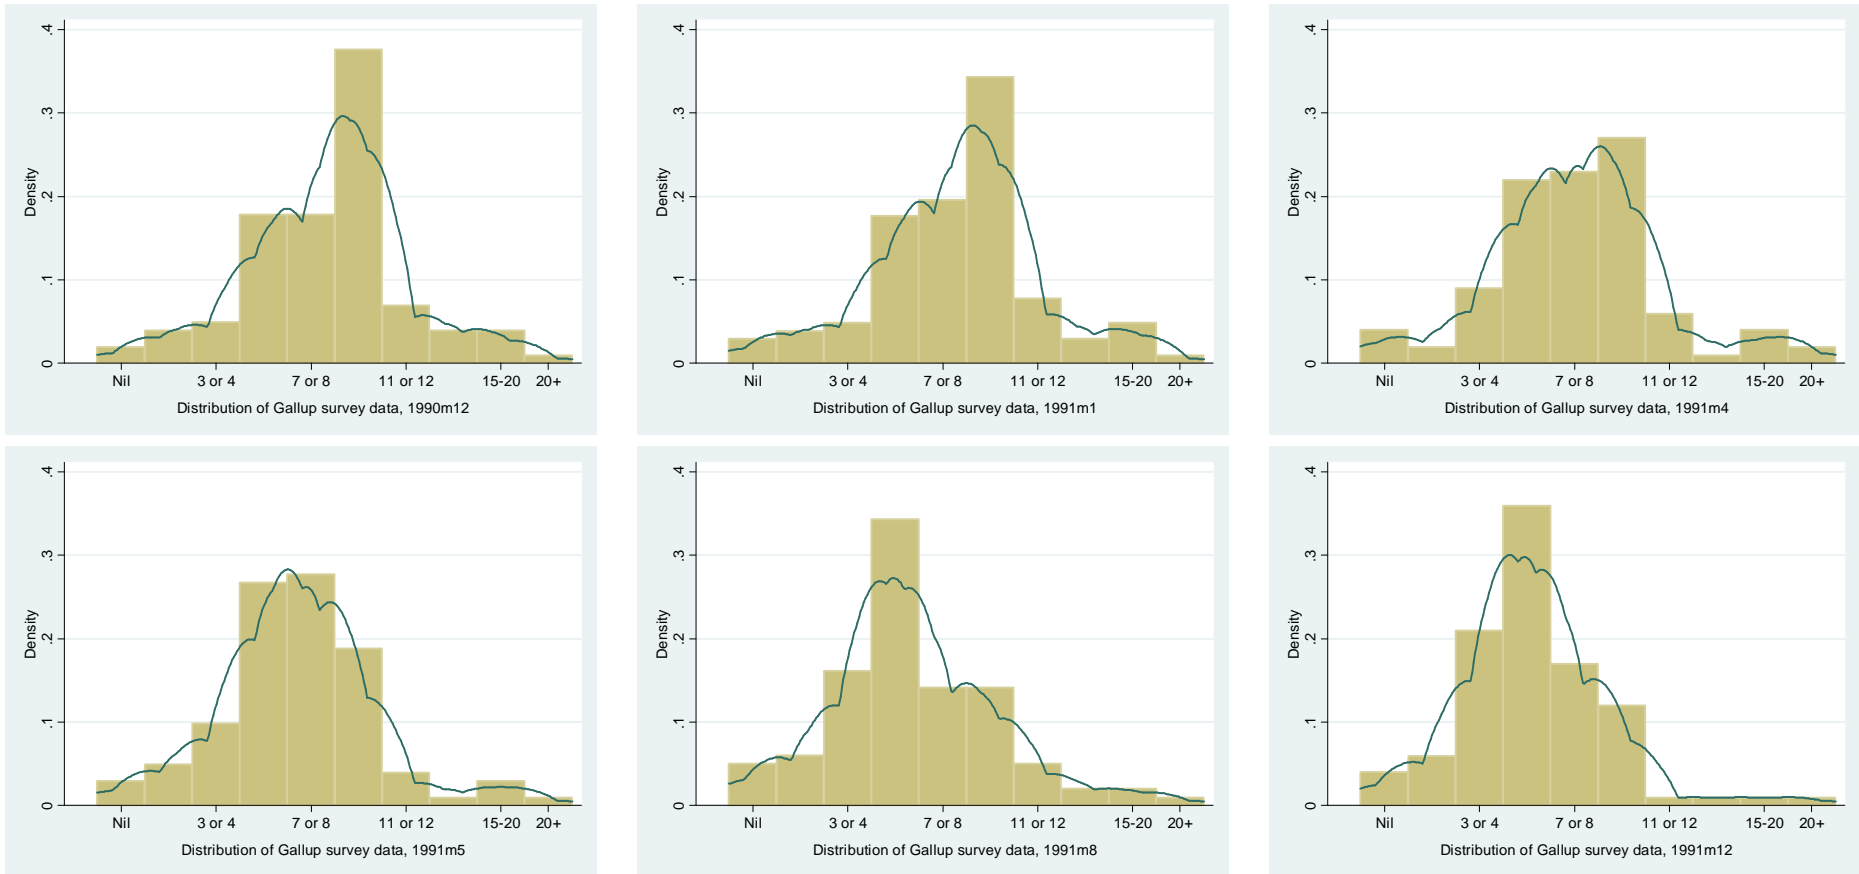 .4
.3
.2
.1
0
Density
Nil 3 or 4 7 or 8 11 or 12 15-20 20+
Distribution of Gallup survey data, 1990m12
.4
.3
.2
.1
0
Density
Nil 3 or 4 7 or 8 11 or 12 15-20 20+
Distribution of Gallup survey data, 1991m1
.4
.3
.2
.1
0
Density
Nil 3 or 4 7 or 8 11 or 12 15-20 20+
Distribution of Gallup survey data, 1991m4
.4
.3
.2
.1
0
Density
Nil 3 or 4 7 or 8 11 or 12 15-20 20+
Distribution of Gallup survey data, 1991m5
.4
.3
.2
.1
0
Density
Nil 3 or 4 7 or 8 11 or 12 15-20 20+
Distribution of Gallup survey data, 1991m8
.4
.3
.2
.1
0
Density
Nil 3 or 4 7 or 8 11 or 12 15-20 20+
Distribution of Gallup survey data, 1991m12